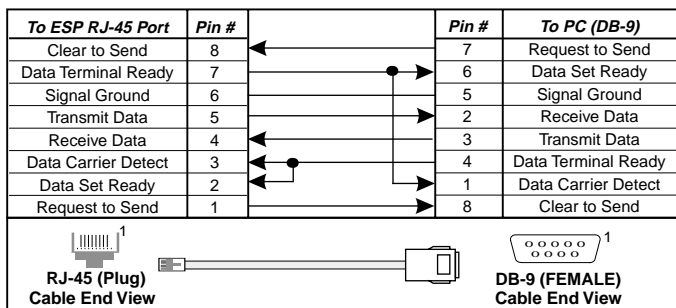 To ESP RJ-45 Port Pin # Pin # To PC (DB-9)
Clear to Send 8 7 Request to Send
Data Terminal Ready 7 6 Data Set Ready
Signal Ground 6 5 Signal Ground
Transmit Data 5 2 Receive Data
Receive Data 4 3 Transmit Data
Data Carrier Detect 3 4 Data Terminal Ready
Data Set Ready 2 1 Data Carrier Detect
Request to Send 1 8 Clear to Send
1 1
RJ-45 (Plug) DB-9 (FEMALE)
Cable End View Cable End View